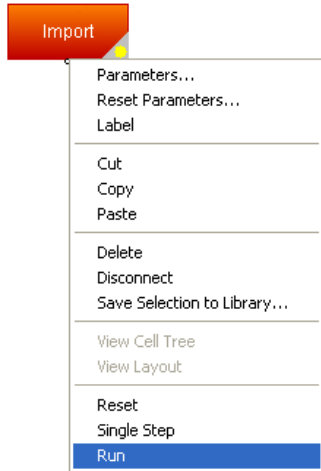 Import
Parameters...
Reset Parameters...
Label
Cut
Copy
Paste
Delete
Disconnect
Save Selection to Library...
View Cell Tree
View Layout
Reset
Single Step
Run